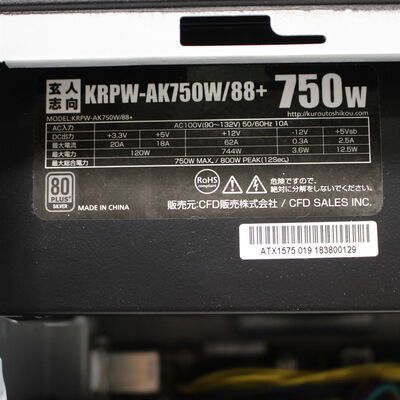 玄人志向 KRPW-AK750W/88+ 750W
http://kuroutoshikou.com/
MODEL:KRPW-AK750W/88+
AC入力 AC100V(90~132V) 50/60Hz 10A
DC出力 +3.3V +5V +12V -12V +5Vsb
最大電流 20A 18A 62A 0.3A 2.5A
最大電力 120W 744W 3.6W 12.5W
最大総合電力 750W MAX./ 800W PEAK(12Sec.)
80 PLUS SILVER
MADE IN CHINA
RoHS Compliant
危険ですので、
絶対に分解をしないでください。
販売元:CFD販売株式会社 / CFD SALES INC.
ATX1575 019 183800129